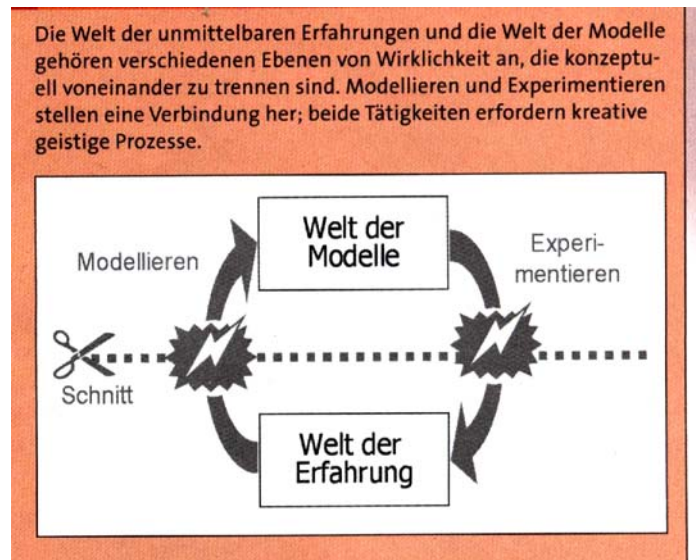 Die Welt der unmittelbaren Erfahrungen und die Welt der Modelle
gehören verschiedenen Ebenen von Wirklichkeit an, die konzeptu-
ell voneinander zu trennen sind. Modellieren und Experimentieren
stellen eine Verbindung her; beide Tätigkeiten erfordern kreative
geistige Prozesse.
Welt der
Modelle
Modellieren
Experi-
mentieren
Schnitt
Welt der
Erfahrung